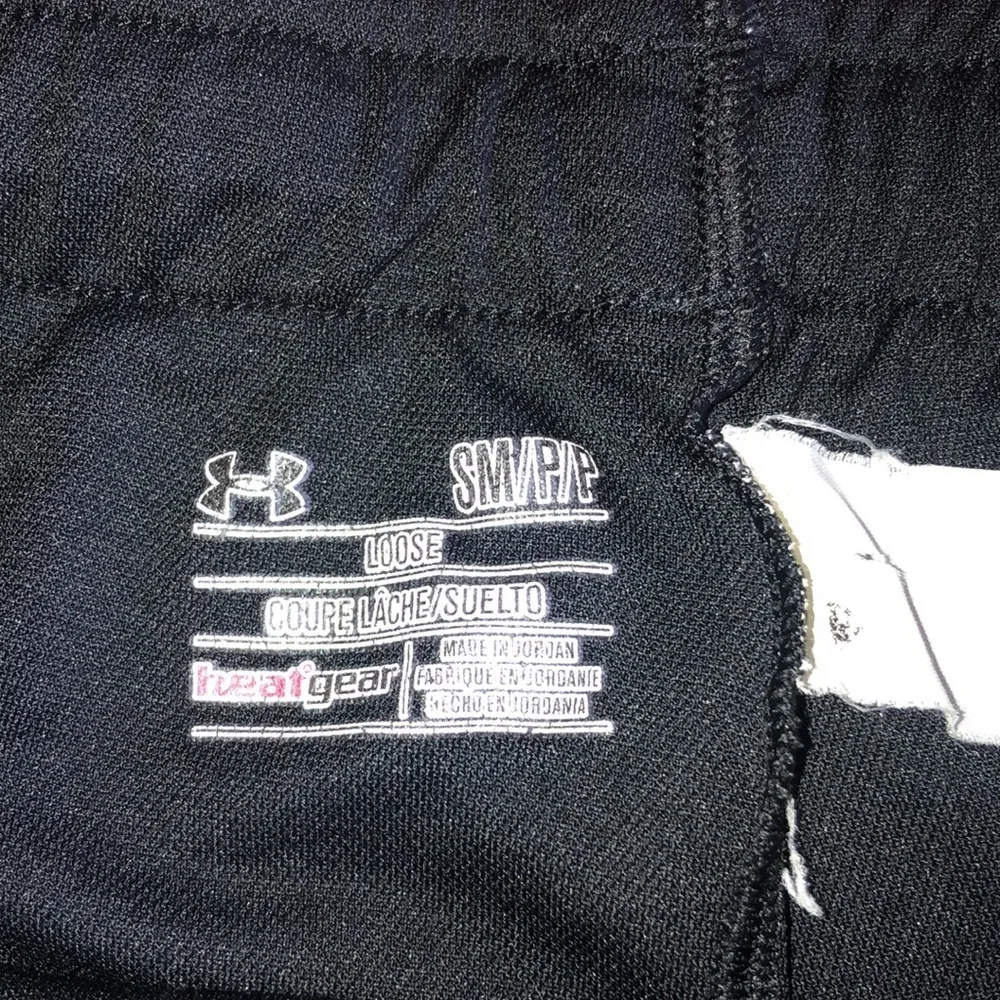 SM/P/P
LOOSE
COUPE LÂCHE/SUELTO
heatgear
MADE IN JORDAN
FABRIQUE EN JORDANIE
HECHO EN JORDANIA